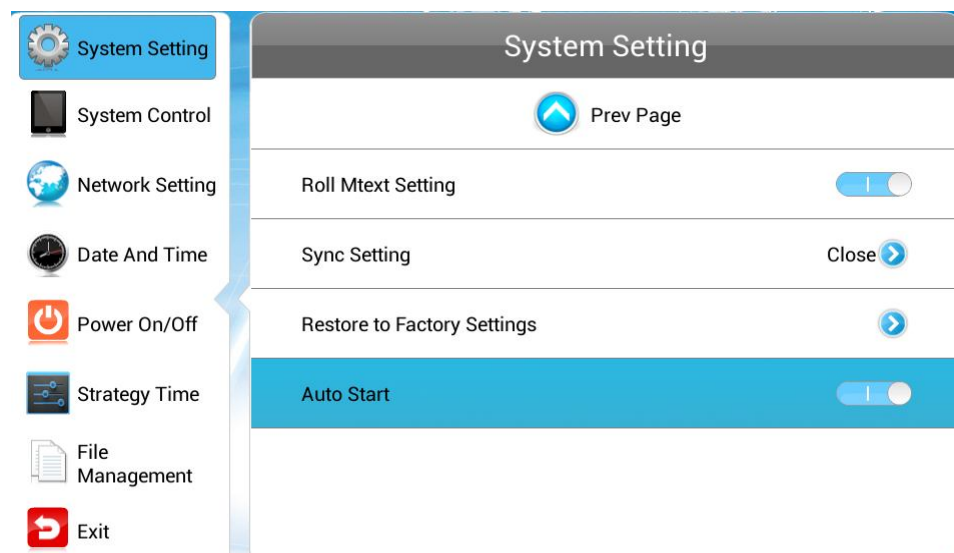 System Setting
System Control
Network Setting
Date And Time
Power On/Off
Strategy Time
File
Management
Exit
System Setting
Prev Page
Roll Mtext Setting
Sync Setting
Close
Restore to Factory Settings
Auto Start